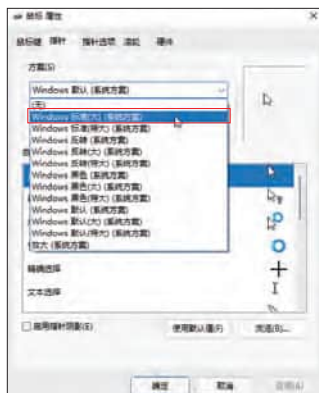 鼠标 属性
鼠标键 指针 指针选项 滚轮 硬件
方案(S)
Windows 默认 (系统方案)
(无)
Windows 标准(大) (系统方案)
Windows 标准(特大) (系统方案)
Windows 反转 (系统方案)
Windows 反转(大) (系统方案)
Windows 反转(特大) (系统方案)
Windows 黑色 (系统方案)
Windows 黑色(大) (系统方案)
Windows 黑色(特大) (系统方案)
Windows 默认 (系统方案)
Windows 默认(大) (系统方案)
Windows 默认(特大) (系统方案)
放大 (系统方案)
精确选择
文本选择
启用指针阴影(E)
使用默认值(F)
浏览(B)...
确定
取消
应用(A)